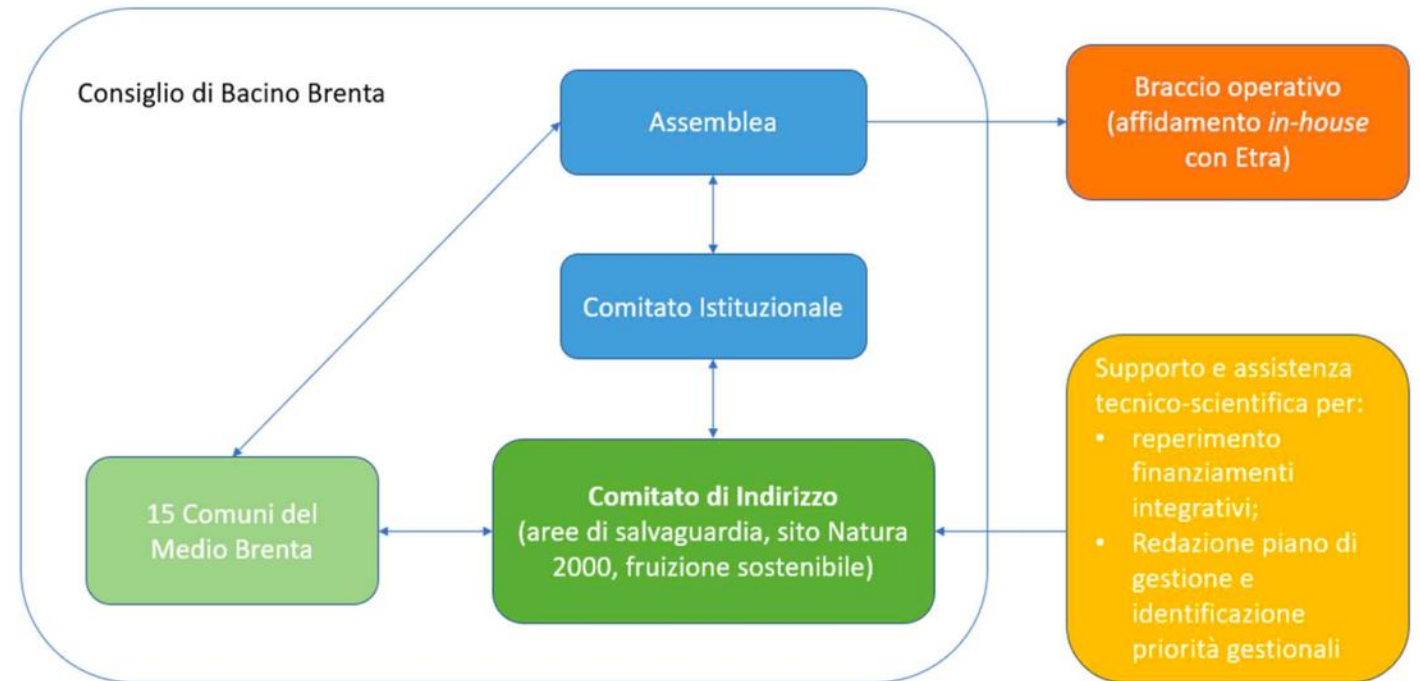 Consiglio di Bacino Brenta
Assemblea
Braccio operativo
(affidamento in-house
con Etra)
Comitato Istituzionale
15 Comuni del
Medio Brenta
Comitato di Indirizzo
(aree di salvaguardia, sito Natura
2000, fruizione sostenibile)
Supporto e assistenza
tecnico-scientifica per:
• reperimento
finanziamenti
integrativi;
• Redazione piano di
gestione e
identificazione
priorità gestionali